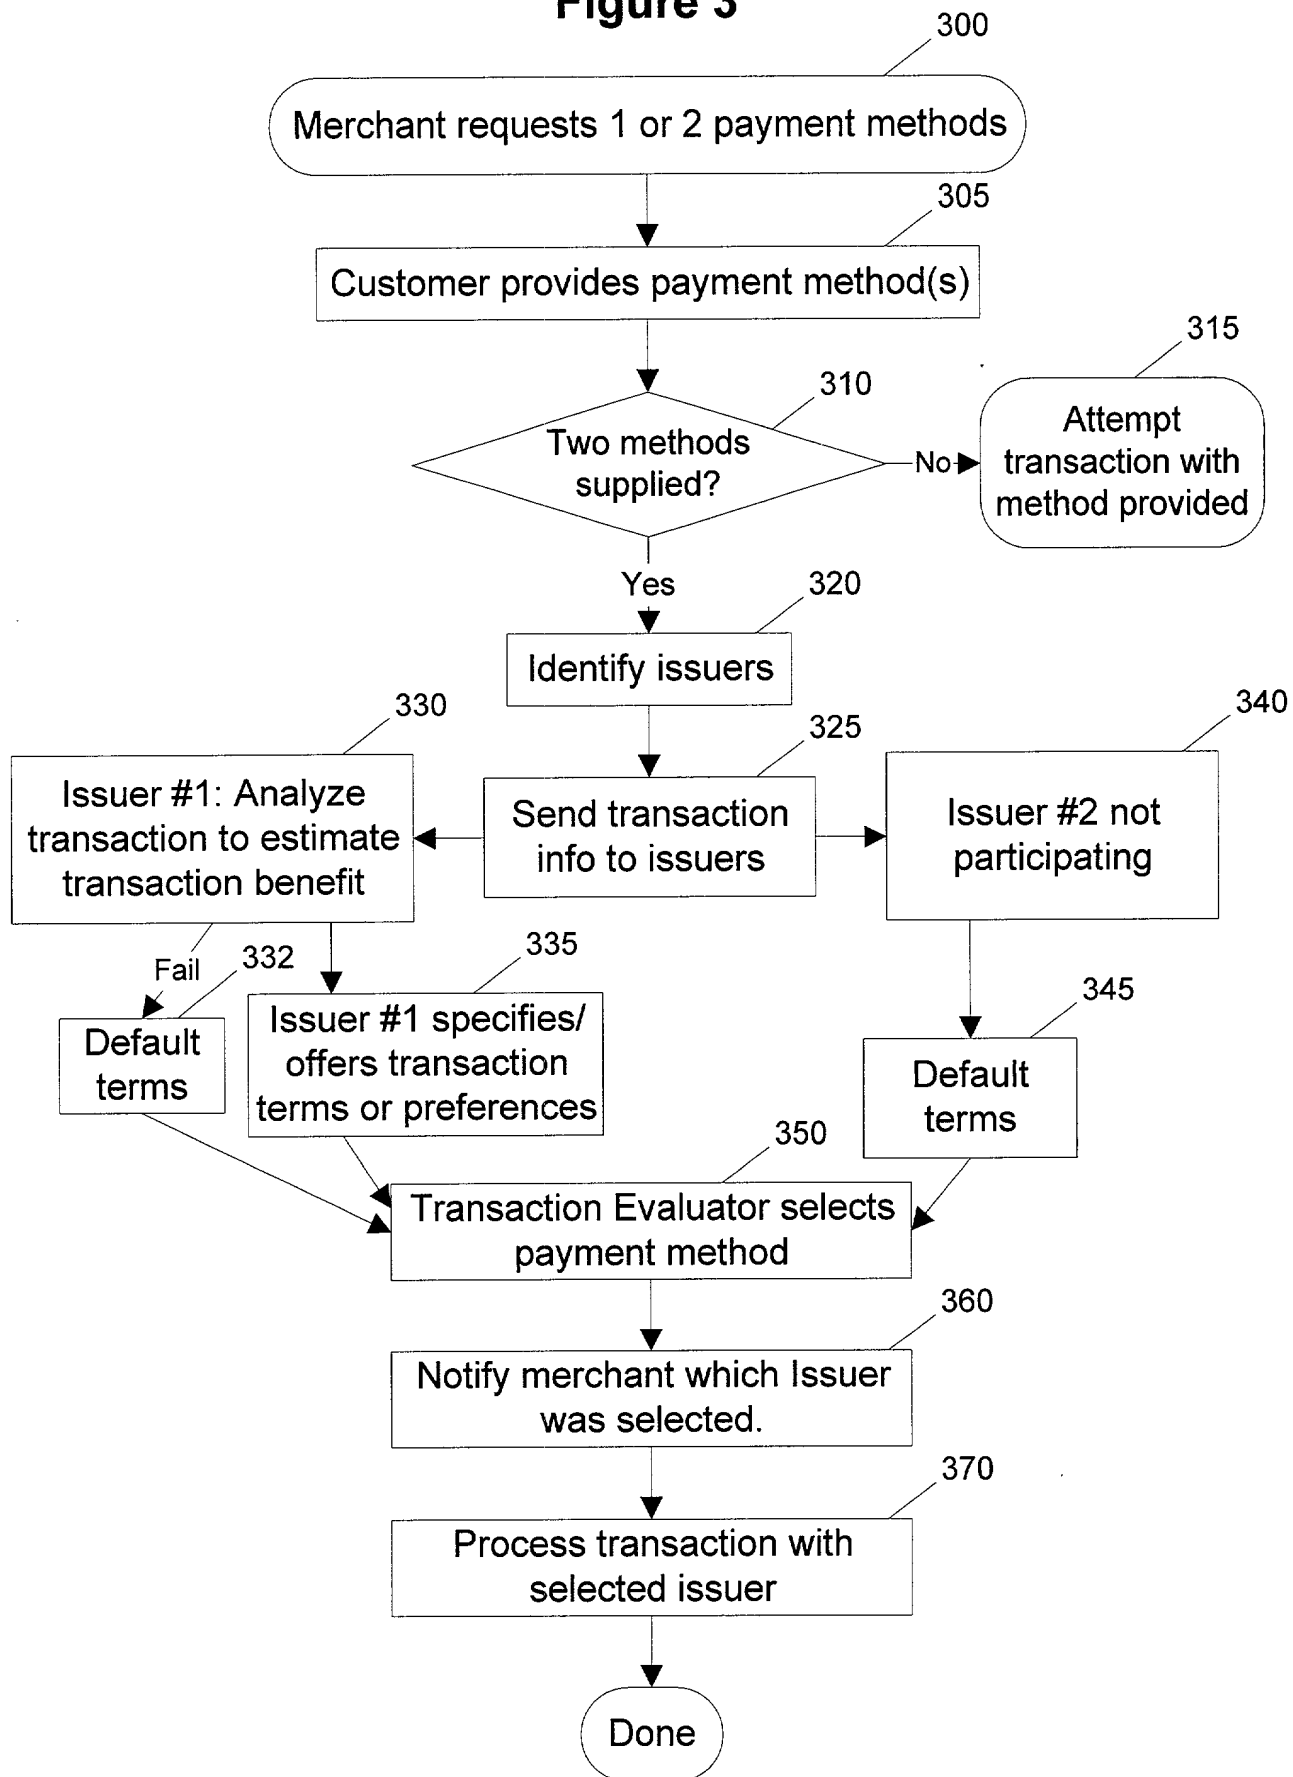 Figure 3
300
Merchant requests 1 or 2 payment methods
305
Customer provides payment method(s)
315
310
Attempt
transaction with
method provided
Two methods
supplied?
No
Yes
320
Identify issuers
330
325
340
Issuer #1: Analyze
transaction to estimate
transaction benefit
Send transaction
info to issuers
Issuer #2 not
participating
Fail
332
335
345
Default
terms
Issuer #1 specifies/
offers transaction
terms or preferences
Default
terms
350
Transaction Evaluator selects
payment method
360
Notify merchant which Issuer
was selected.
370
Process transaction with
selected issuer
Done